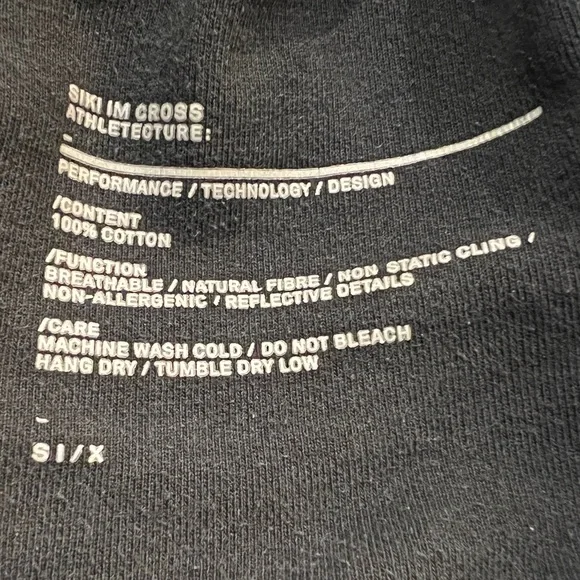 SIKI IM CROSS
ATHLETECTURE:
-
PERFORMANCE / TECHNOLOGY / DESIGN
/CONTENT
100% COTTON
/FUNCTION
BREATHABLE / NATURAL FIBRE / NON STATIC CLING /
NON-ALLERGENIC / REFLECTIVE DETAILS
/CARE
MACHINE WASH COLD / DO NOT BLEACH
HANG DRY / TUMBLE DRY LOW
-
S I / X